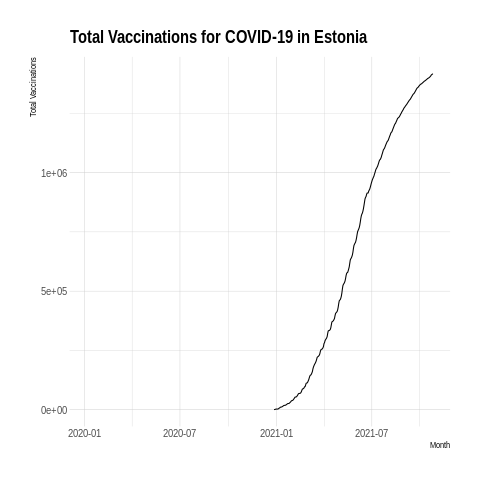 Total Vaccinations for COVID-19 in Estonia
Total Vaccinations
1e+06
5e+05
0e+00
2020-01 2020-07 2021-01 2021-07
Month